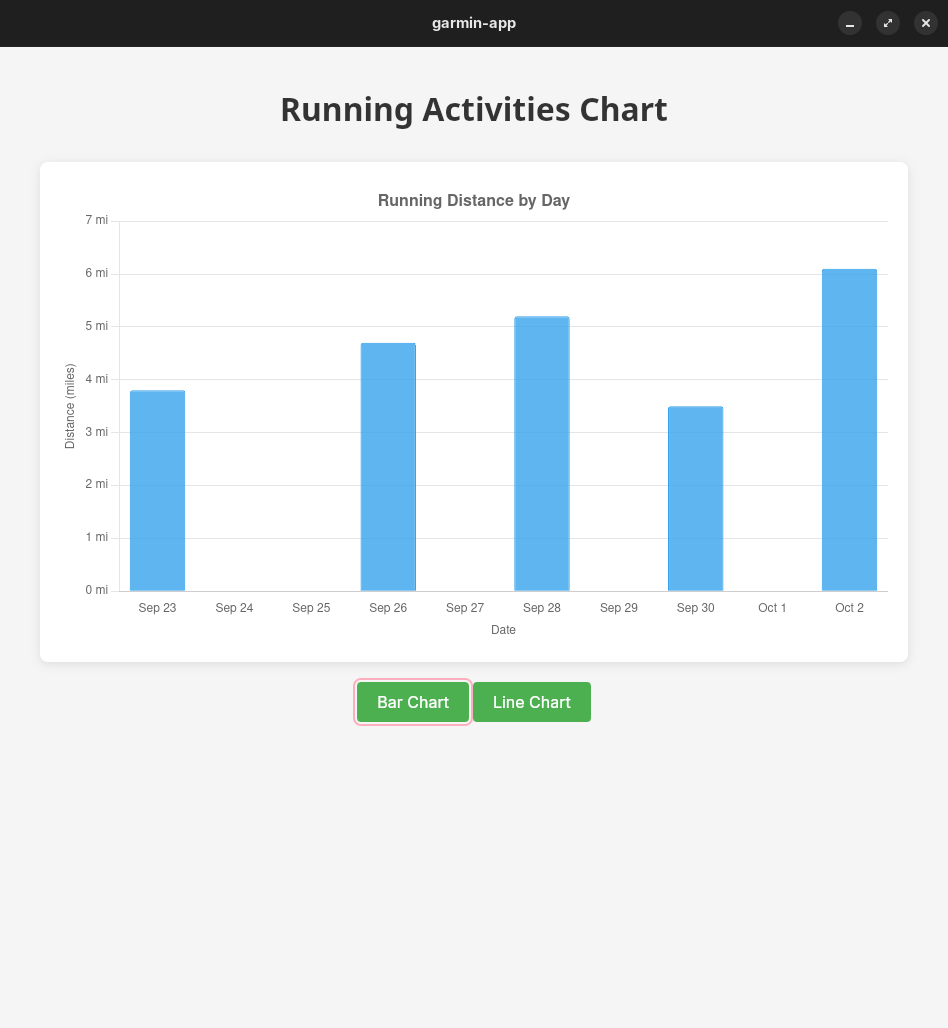 garmin-app
Running Activities Chart
Running Distance by Day
7 mi
6 mi
5 mi
4 mi
3 mi
2 mi
1 mi
0 mi
Distance (miles)
Sep 23 Sep 24 Sep 25 Sep 26 Sep 27 Sep 28 Sep 29 Sep 30 Oct 1 Oct 2
Date
Bar Chart Line Chart